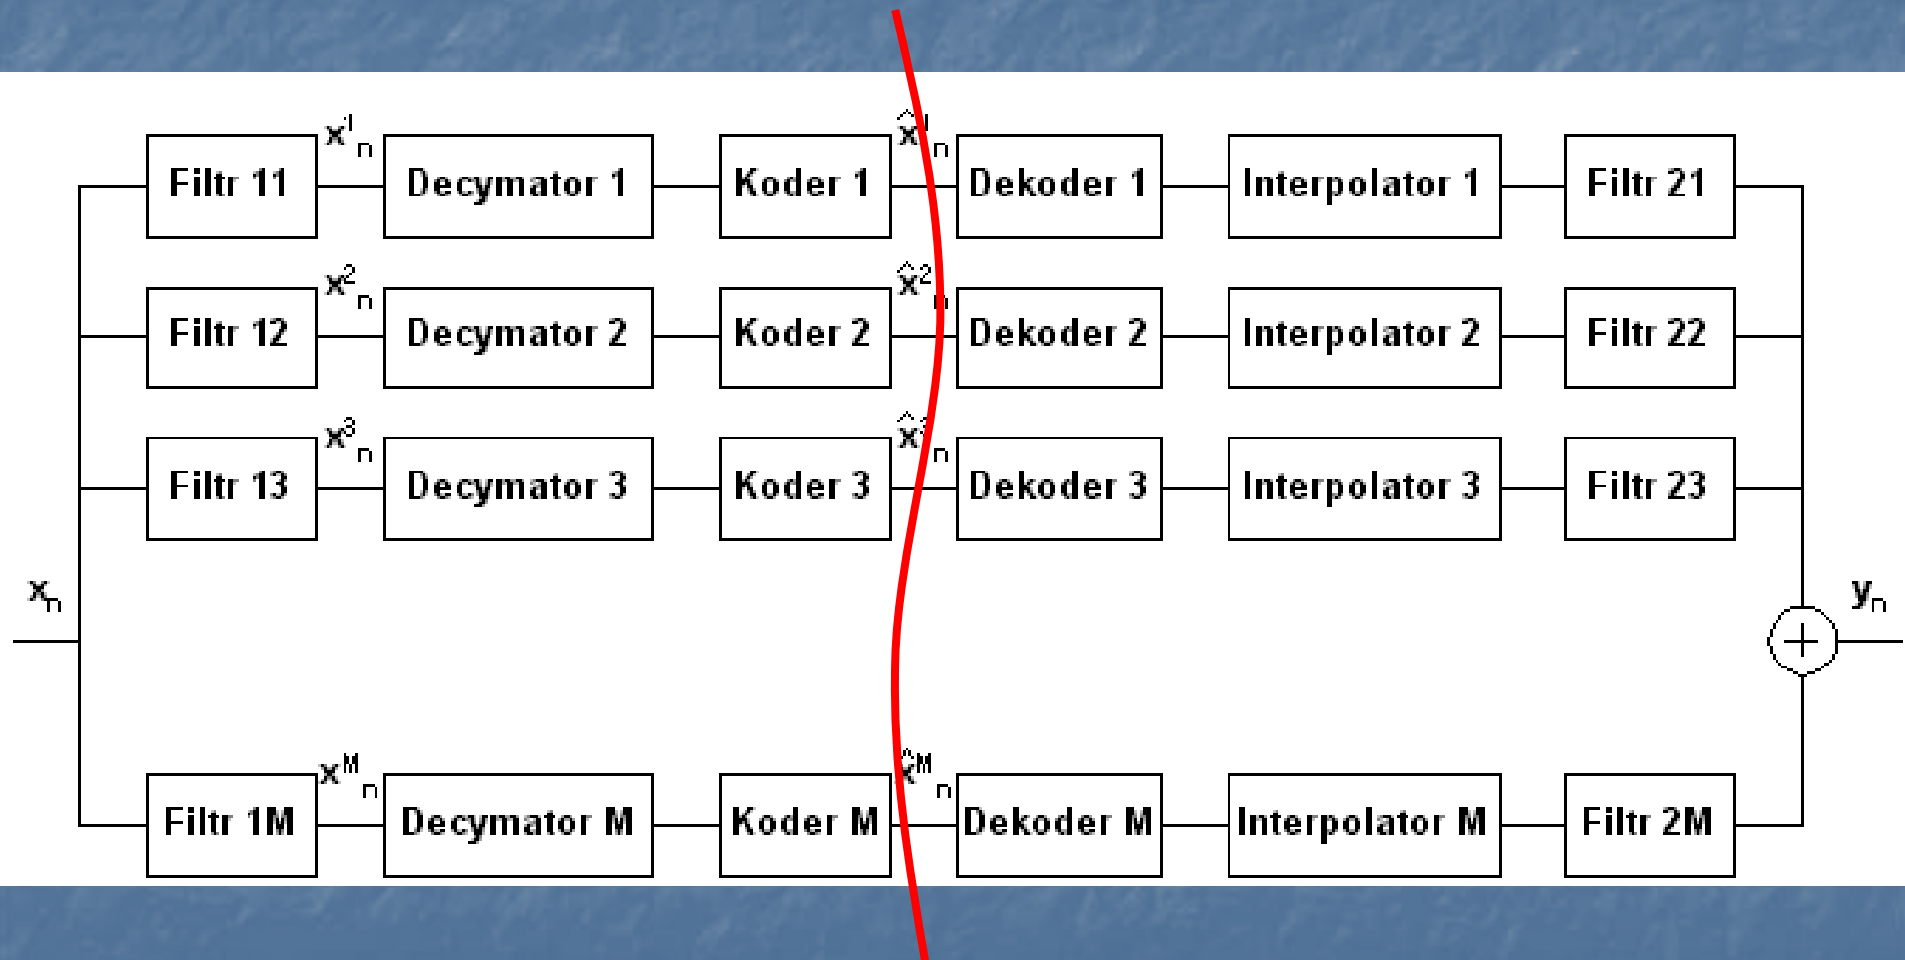 x¹n x̂¹n
Filtr 11 Decymator 1 Koder 1 Dekoder 1 Interpolator 1 Filtr 21
x²n x̂²n
Filtr 12 Decymator 2 Koder 2 Dekoder 2 Interpolator 2 Filtr 22
x³n x̂³n
Filtr 13 Decymator 3 Koder 3 Dekoder 3 Interpolator 3 Filtr 23
xn yn
+
xᴹn x̂ᴹn
Filtr 1M Decymator M Koder M Dekoder M Interpolator M Filtr 2M